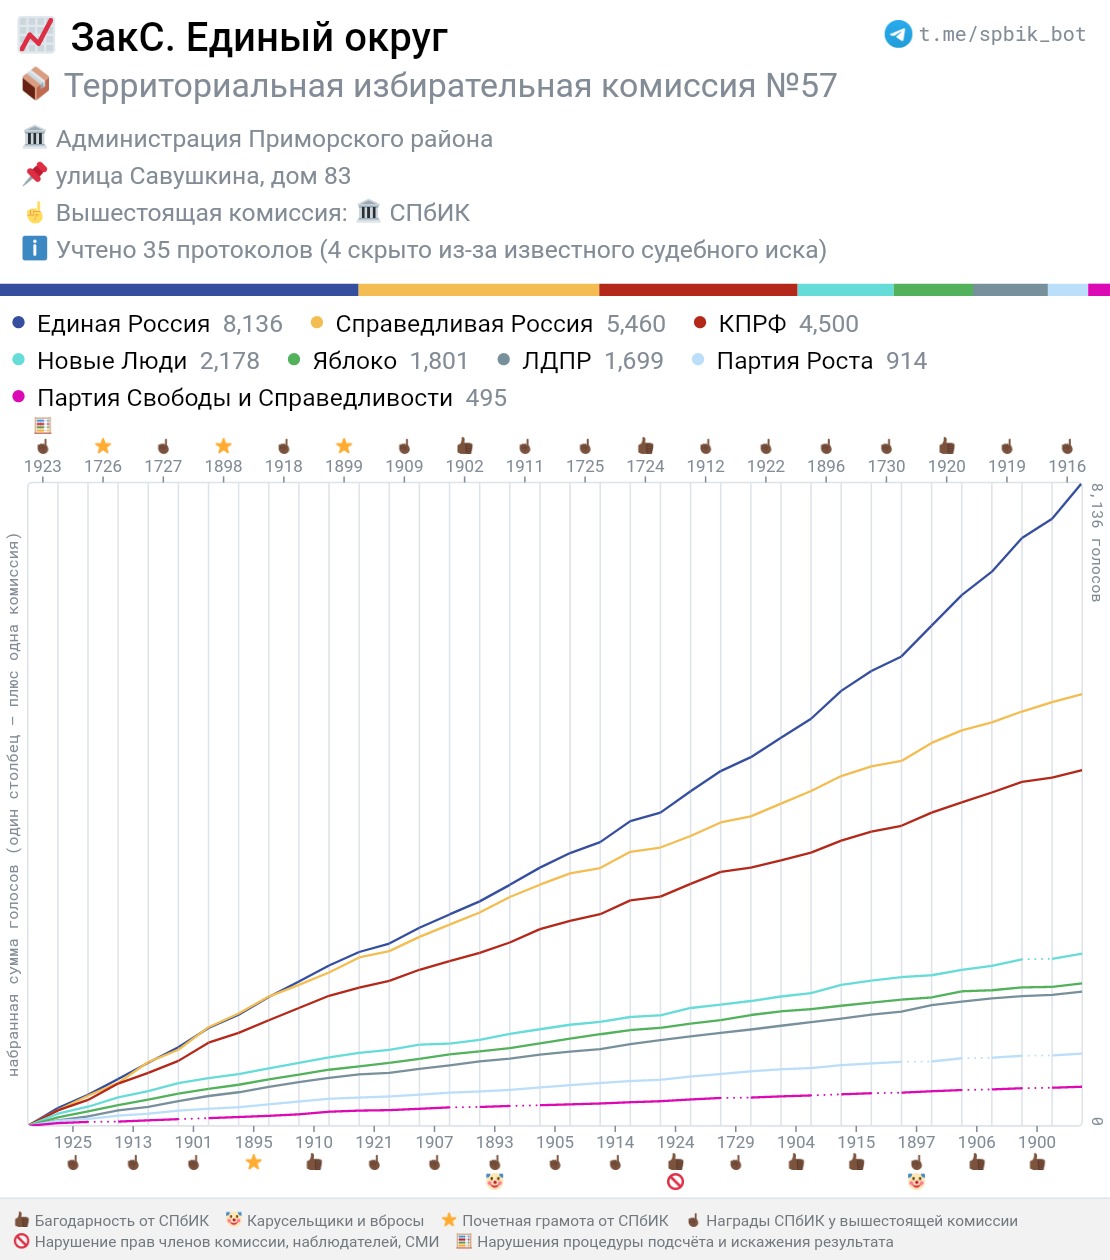 ЗакС. Единый округ
t.me/spbik_bot
Территориальная избирательная комиссия №57
Администрация Приморского района
улица Савушкина, дом 83
Вышестоящая комиссия: СПбИК
Учтено 35 протоколов (4 скрыто из-за известного судебного иска)
Единая Россия 8,136 Справедливая Россия 5,460 КПРФ 4,500
Новые Люди 2,178 Яблоко 1,801 ЛДПР 1,699 Партия Роста 914
Партия Свободы и Справедливости 495
1923 1726 1727 1898 1918 1899 1909 1902 1911 1725 1724 1912 1922 1896 1730 1920 1919 1916
набранная сумма голосов (один столбец — плюс одна комиссия)
8,136 голосов
0
1925 1913 1901 1895 1910 1921 1907 1893 1905 1914 1924 1729 1904 1915 1897 1906 1900
Багодарность от СПбИК Карусельщики и вбросы Почетная грамота от СПбИК Награды СПбИК у вышестоящей комиссии
Нарушение прав членов комиссии, наблюдателей, СМИ Нарушения процедуры подсчёта и искажения результата